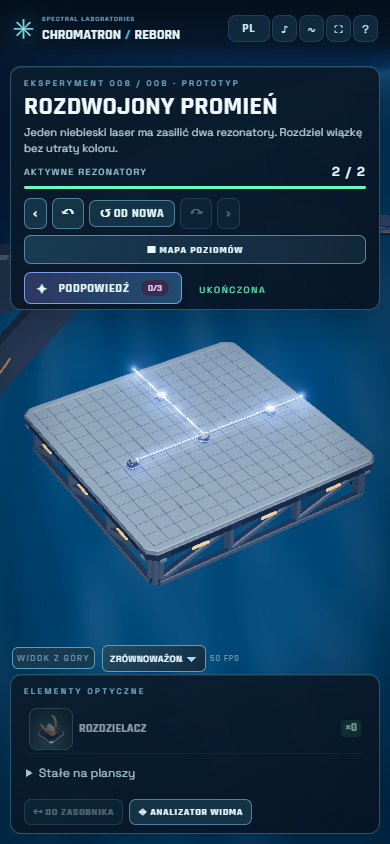 SPECTRAL LABORATORIES
CHROMATRON / REBORN
PL
?
EKSPERYMENT 008 / 008 · PROTOTYP
ROZDWOJONY PROMIEŃ
Jeden niebieski laser ma zasilić dwa rezonatory. Rozdziel wiązkę
bez utraty koloru.
AKTYWNE REZONATORY 2 / 2
↺ OD NOWA
MAPA POZIOMÓW
PODPOWIEDŹ 0/3
UKOŃCZONA
WIDOK Z GÓRY
ZRÓWNOWAŻON
60 FPS
ELEMENTY OPTYCZNE
ROZDZIELACZ ×0
Stałe na planszy
↔ DO ZASOBNIKA
ANALIZATOR WIDMA